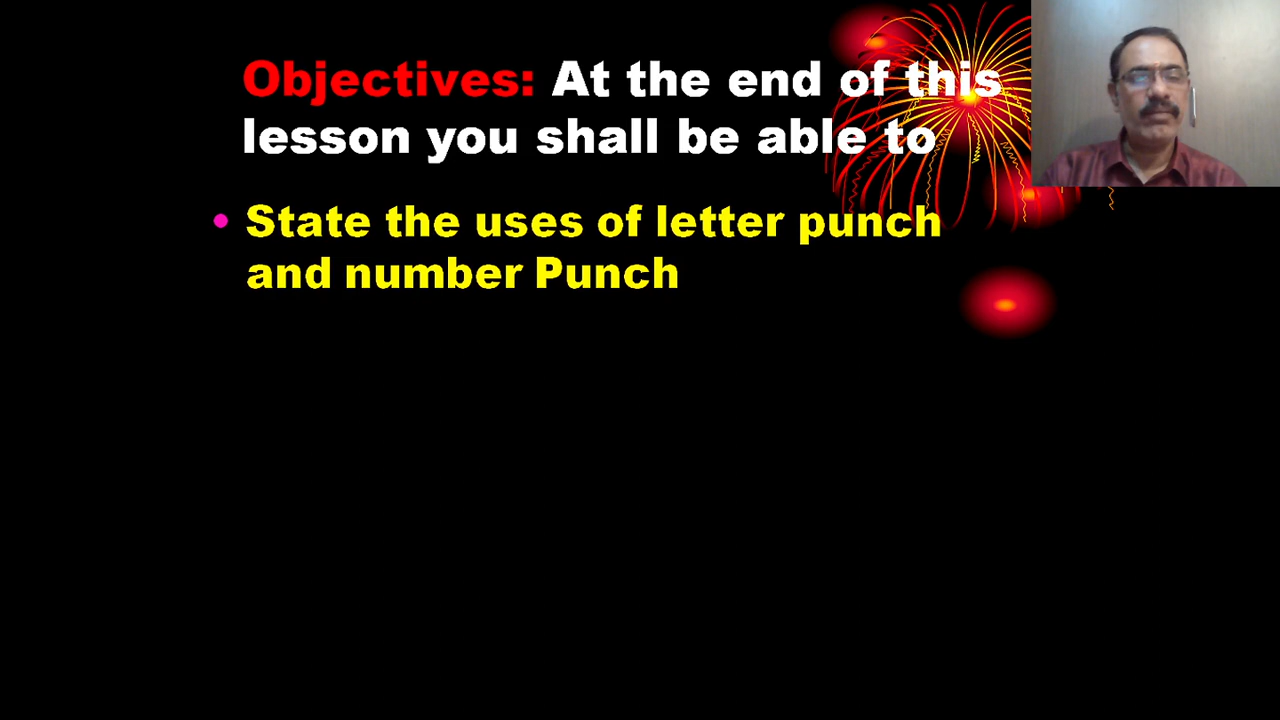 Objectives: At the end of this
lesson you shall be able to
• State the uses of letter punch
and number Punch